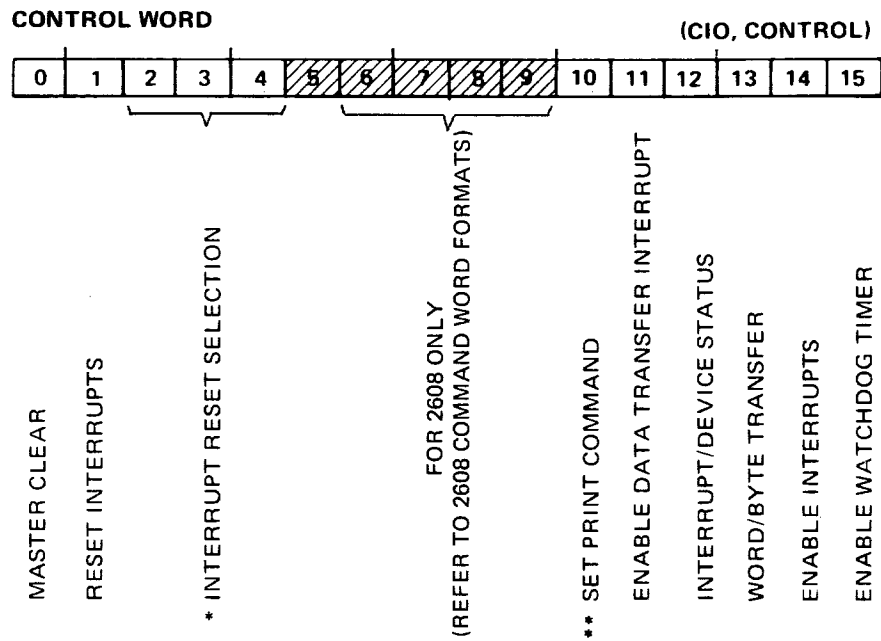 CONTROL WORD
(CIO, CONTROL)
0 1 2 3 4 5 6 7 8 9 10 11 12 13 14 15
MASTER CLEAR
RESET INTERRUPTS
* INTERRUPT RESET SELECTION
FOR 2608 ONLY
(REFER TO 2608 COMMAND WORD FORMATS)
** SET PRINT COMMAND
ENABLE DATA TRANSFER INTERRUPT
INTERRUPT/DEVICE STATUS
WORD/BYTE TRANSFER
ENABLE INTERRUPTS
ENABLE WATCHDOG TIMER